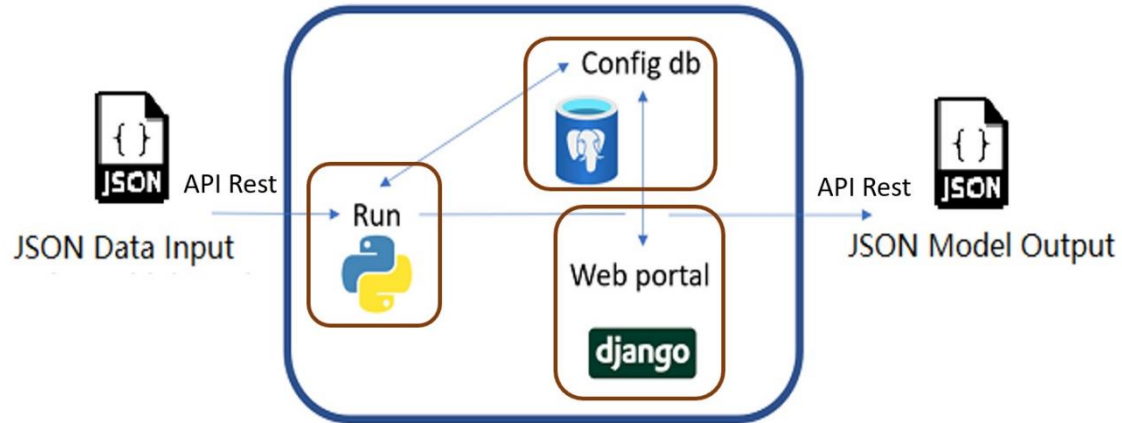 Config db
{ }
JSON
API Rest
JSON Data Input
Run
Web portal
django
API Rest
{ }
JSON
JSON Model Output